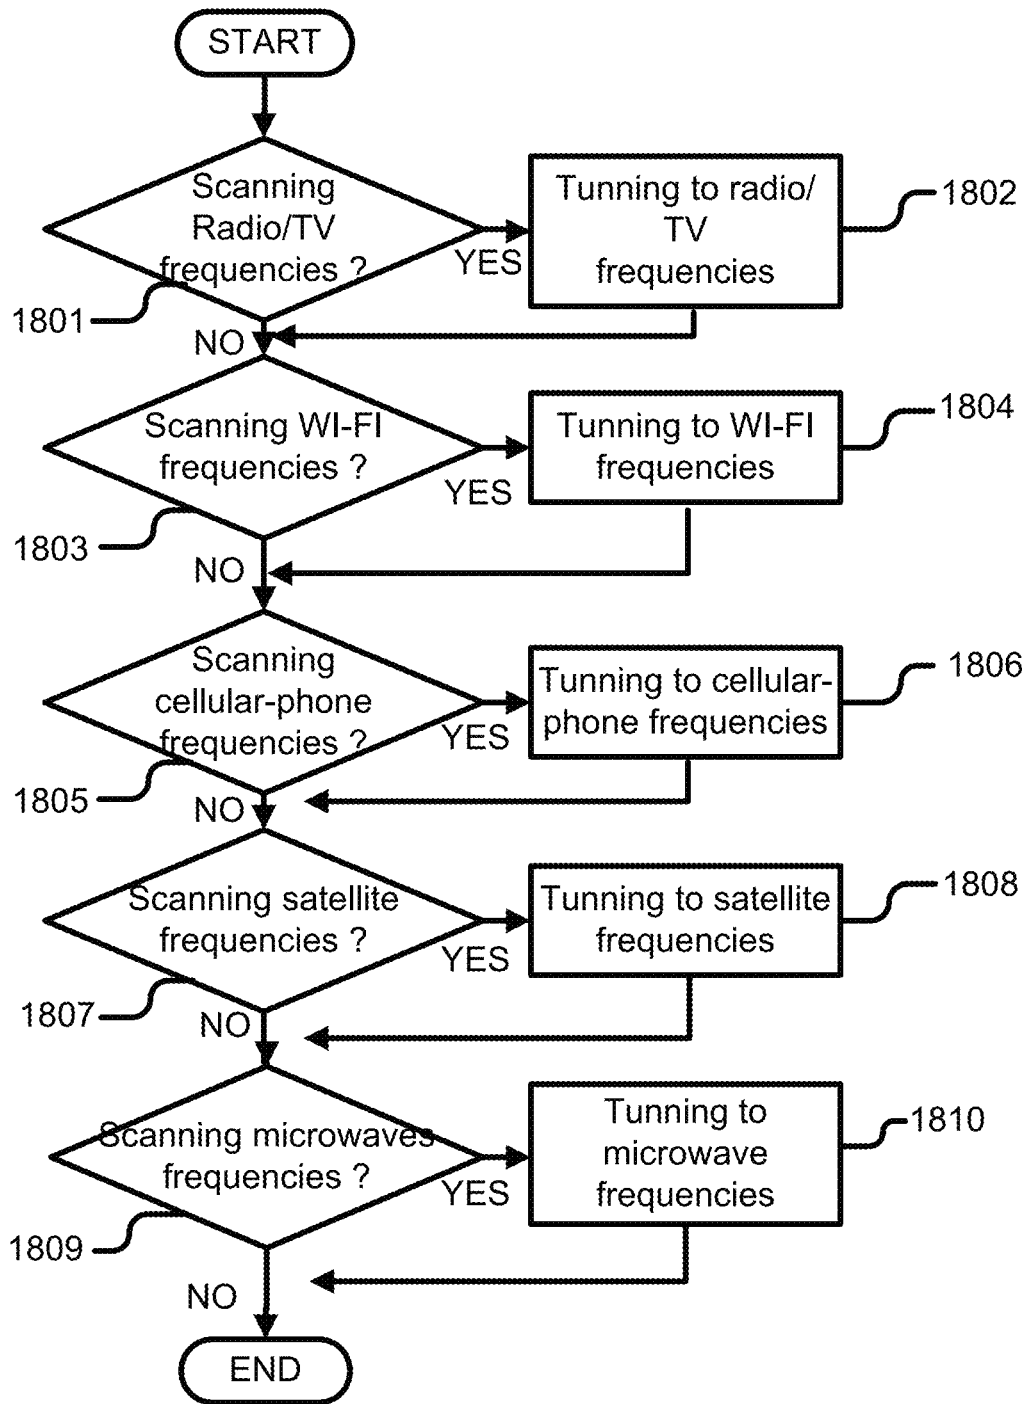 START
Scanning
Radio/TV
frequencies ?
YES
Tunning to radio/
TV
frequencies
1802
1801
NO
Scanning WI-FI
frequencies ?
YES
Tunning to WI-FI
frequencies
1804
1803
NO
Scanning
cellular-phone
frequencies ?
YES
Tunning to cellular-
phone frequencies
1806
1805
NO
Scanning satellite
frequencies ?
YES
Tunning to satellite
frequencies
1808
1807
NO
Scanning microwaves
frequencies ?
YES
Tunning to
microwave
frequencies
1810
1809
NO
END